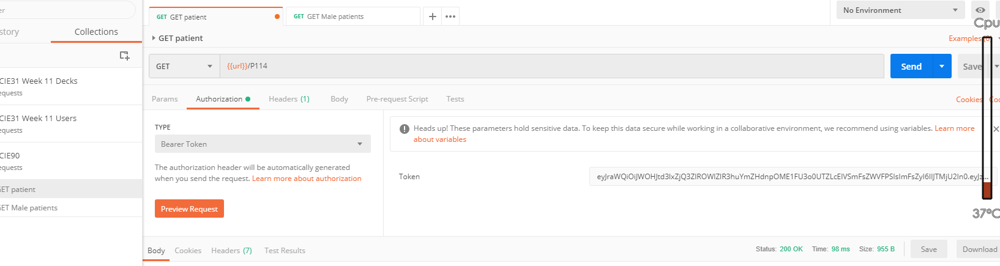 er
GET GET patient
GET GET Male patients
No Environment
story
Collections
Cpu
GET patient
Examples (0)
GET
{{url}}/P114
Send
Save
CIE31 Week 11 Decks
equests
Params
Authorization
Headers (1)
Body
Pre-request Script
Tests
Cookies
Coo
CIE31 Week 11 Users
equests
TYPE
Bearer Token
Heads up! These parameters hold sensitive data. To keep this data secure while working in a collaborative environment, we recommend using variables. Learn more
about variables
CIE90
equests
The authorization header will be automatically generated
when you send the request. Learn more about authorization
Token
GET patient
GET Male patients
Preview Request
37°C
Body
Cookies
Headers (7)
Test Results
Status: 200 OK
Time: 98 ms
Size: 955 B
Save
Download